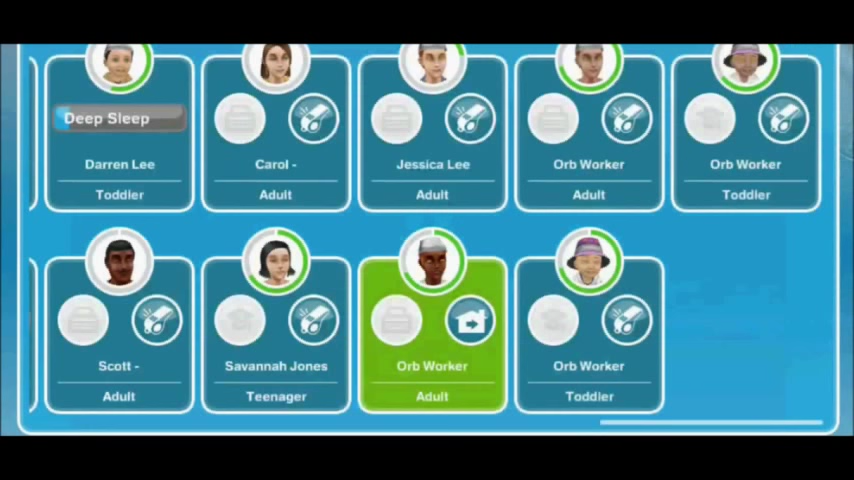 Deep Sleep
Darren Lee
Toddler
Carol -
Adult
Jessica Lee
Adult
Orb Worker
Adult
Orb Worker
Toddler
Scott -
Adult
Savannah Jones
Teenager
Orb Worker
Adult
Orb Worker
Toddler